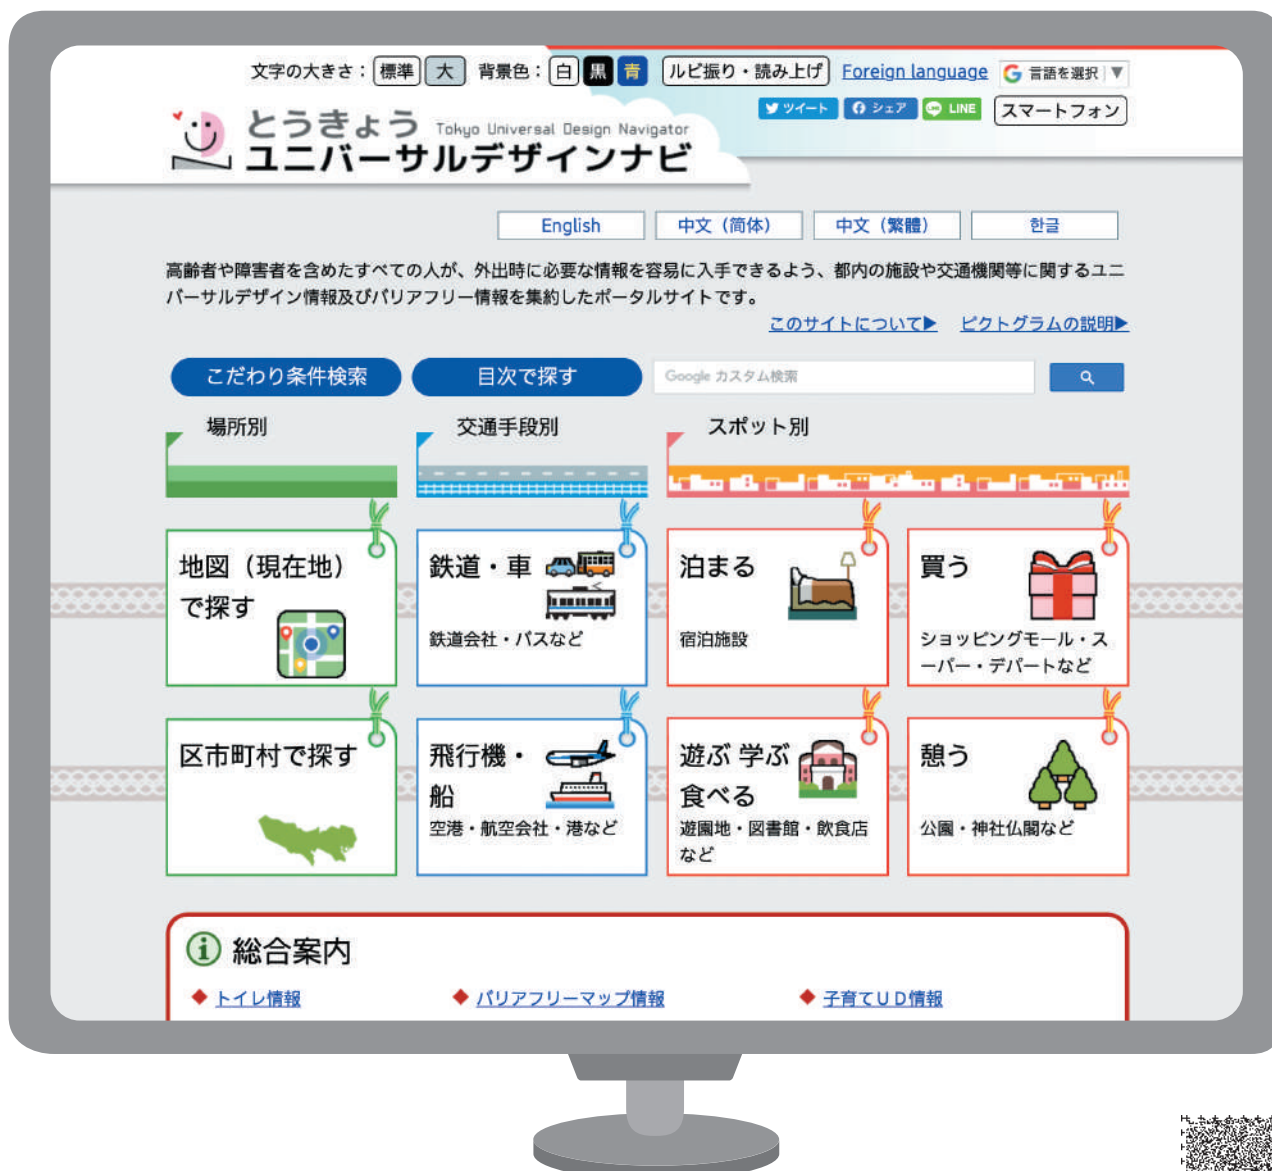 文字の大きさ： 標準 大 背景色： 白 黒 青 ルビ振り・読み上げ Foreign language G 言語を選択 ▼
ツイート シェア LINE スマートフォン
とうきょう Tokyo Universal Design Navigator
ユニバーサルデザインナビ
English 中文（简体） 中文（繁體） 한글
高齢者や障害者を含めたすべての人が、外出時に必要な情報を容易に入手できるよう、都内の施設や交通機関等に関するユニ
バーサルデザイン情報及びバリアフリー情報を集約したポータルサイトです。
このサイトについて▶ ピクトグラムの説明▶
こだわり条件検索 目次で探す Google カスタム検索
場所別 交通手段別 スポット別
地図（現在地）
で探す
鉄道・車
鉄道会社・バスなど
泊まる
宿泊施設
買う
ショッピングモール・ス
ーパー・デパートなど
区市町村で探す
飛行機・
船
空港・航空会社・港など
遊ぶ 学ぶ
食べる
遊園地・図書館・飲食店
など
憩う
公園・神社仏閣など
i 総合案内
◆ トイレ情報 ◆ バリアフリーマップ情報 ◆ 子育てＵＤ情報